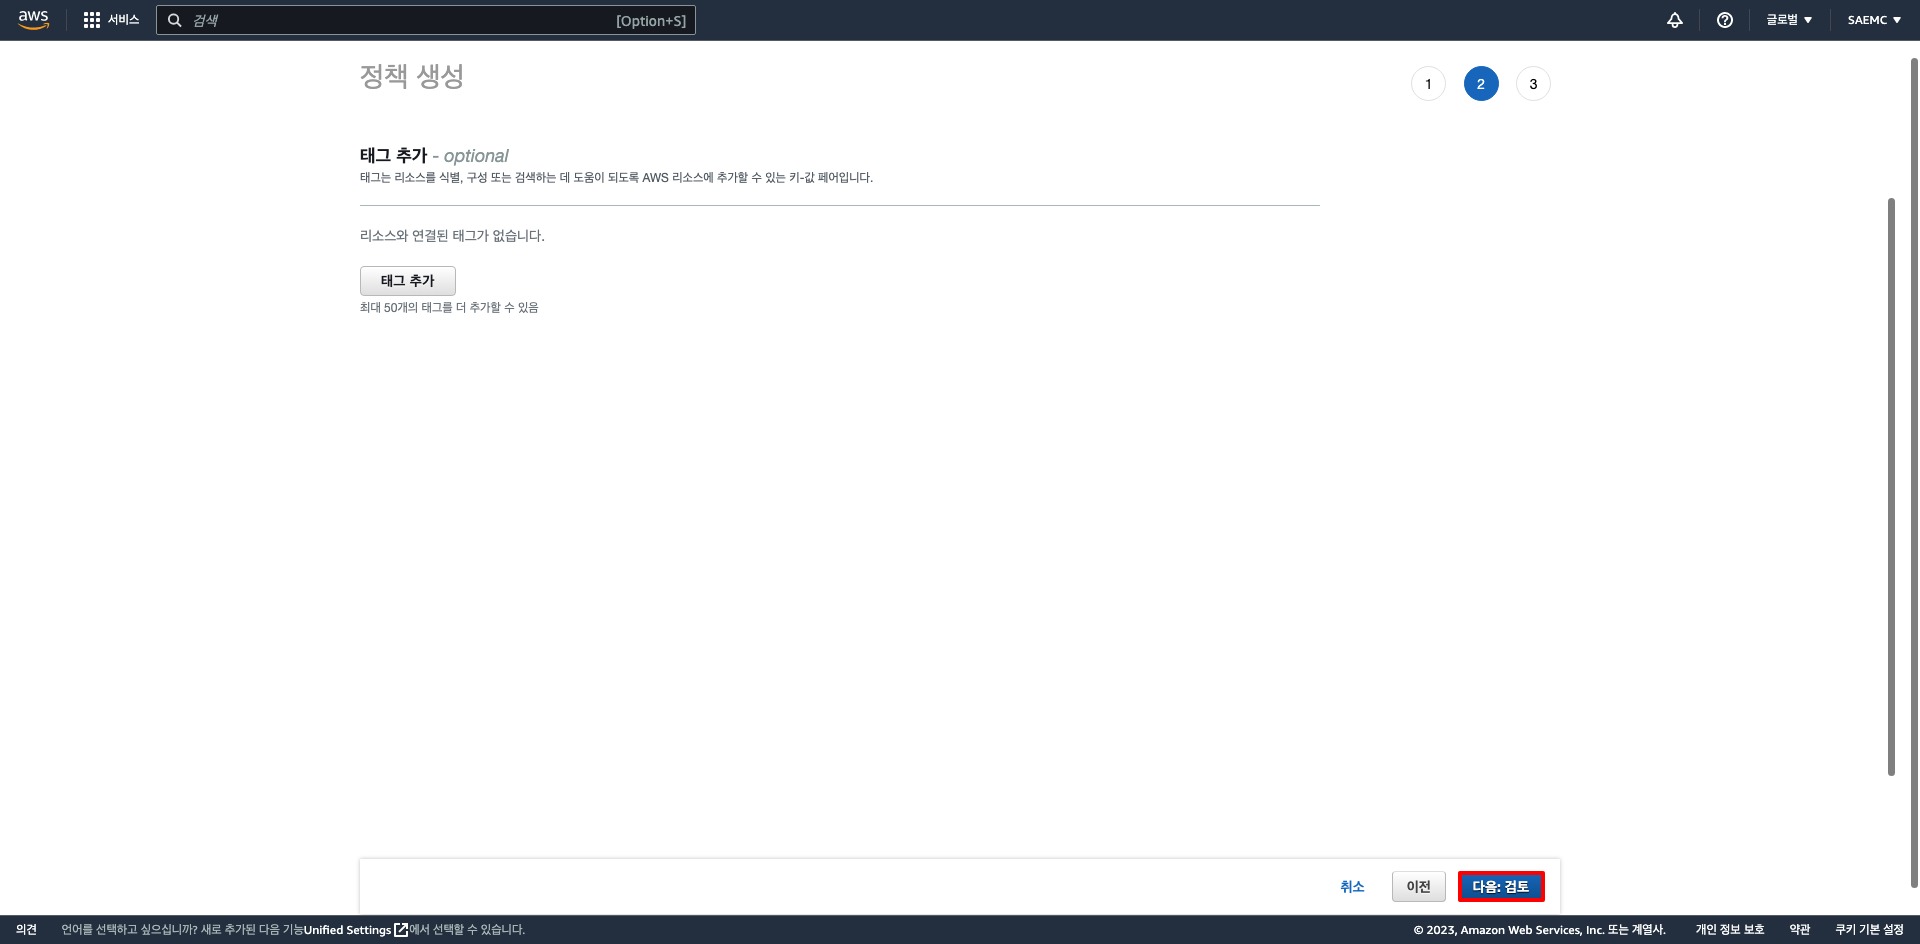 aws 서비스 검색 [Option+S] 글로벌 SAEMC
정책 생성
1 2 3
태그 추가 - optional
태그는 리소스를 식별, 구성 또는 검색하는 데 도움이 되도록 AWS 리소스에 추가할 수 있는 키-값 페어입니다.
리소스와 연결된 태그가 없습니다.
태그 추가
최대 50개의 태그를 더 추가할 수 있음
취소 이전 다음: 검토
의견 언어를 선택하고 싶으십니까? 새로 추가된 다음 기능Unified Settings에서 선택할 수 있습니다. © 2023, Amazon Web Services, Inc. 또는 계열사. 개인 정보 보호 약관 쿠키 기본 설정